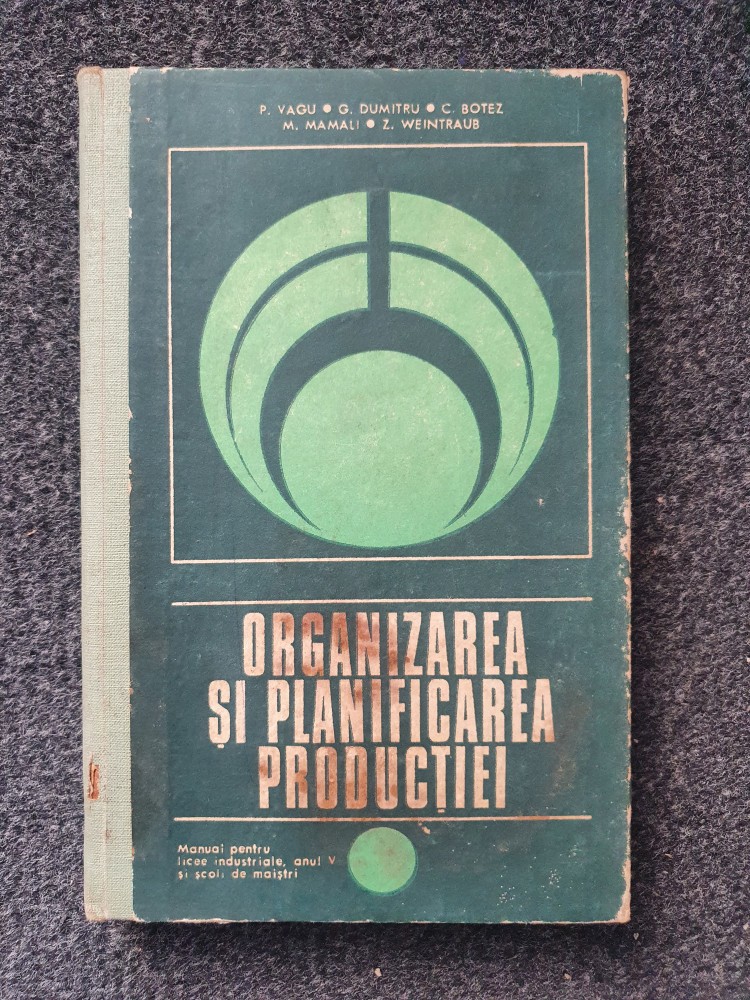 P. VAGU ● G. DUMITRU ● C. BOTEZ
M. MAMALI ● Z. WEINTRAUB
ORGANIZAREA
ȘI PLANIFICAREA
PRODUCȚIEI
Manual pentru
licee industriale, anul V
și școli de maiștri